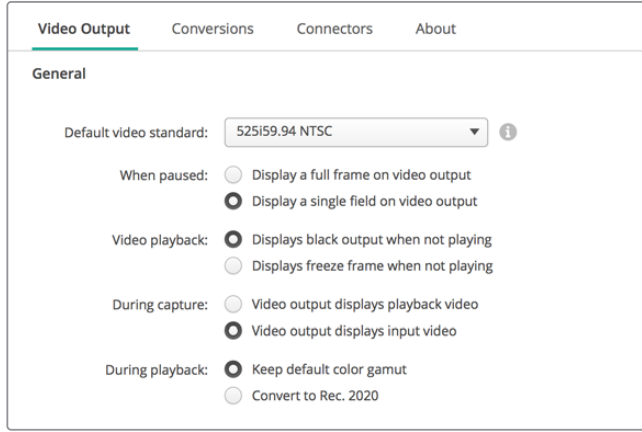 Video Output Conversions Connectors About
General
Default video standard: 525i59.94 NTSC
When paused: Display a full frame on video output
Display a single field on video output
Video playback: Displays black output when not playing
Displays freeze frame when not playing
During capture: Video output displays playback video
Video output displays input video
During playback: Keep default color gamut
Convert to Rec. 2020